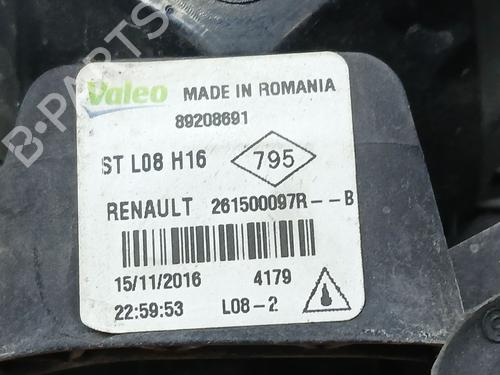 B-PARTS
Valeo MADE IN ROMANIA
89208691
ST L08 H16 795
RENAULT 261500097R--B
15/11/2016 4179
22:59:53 L08-2